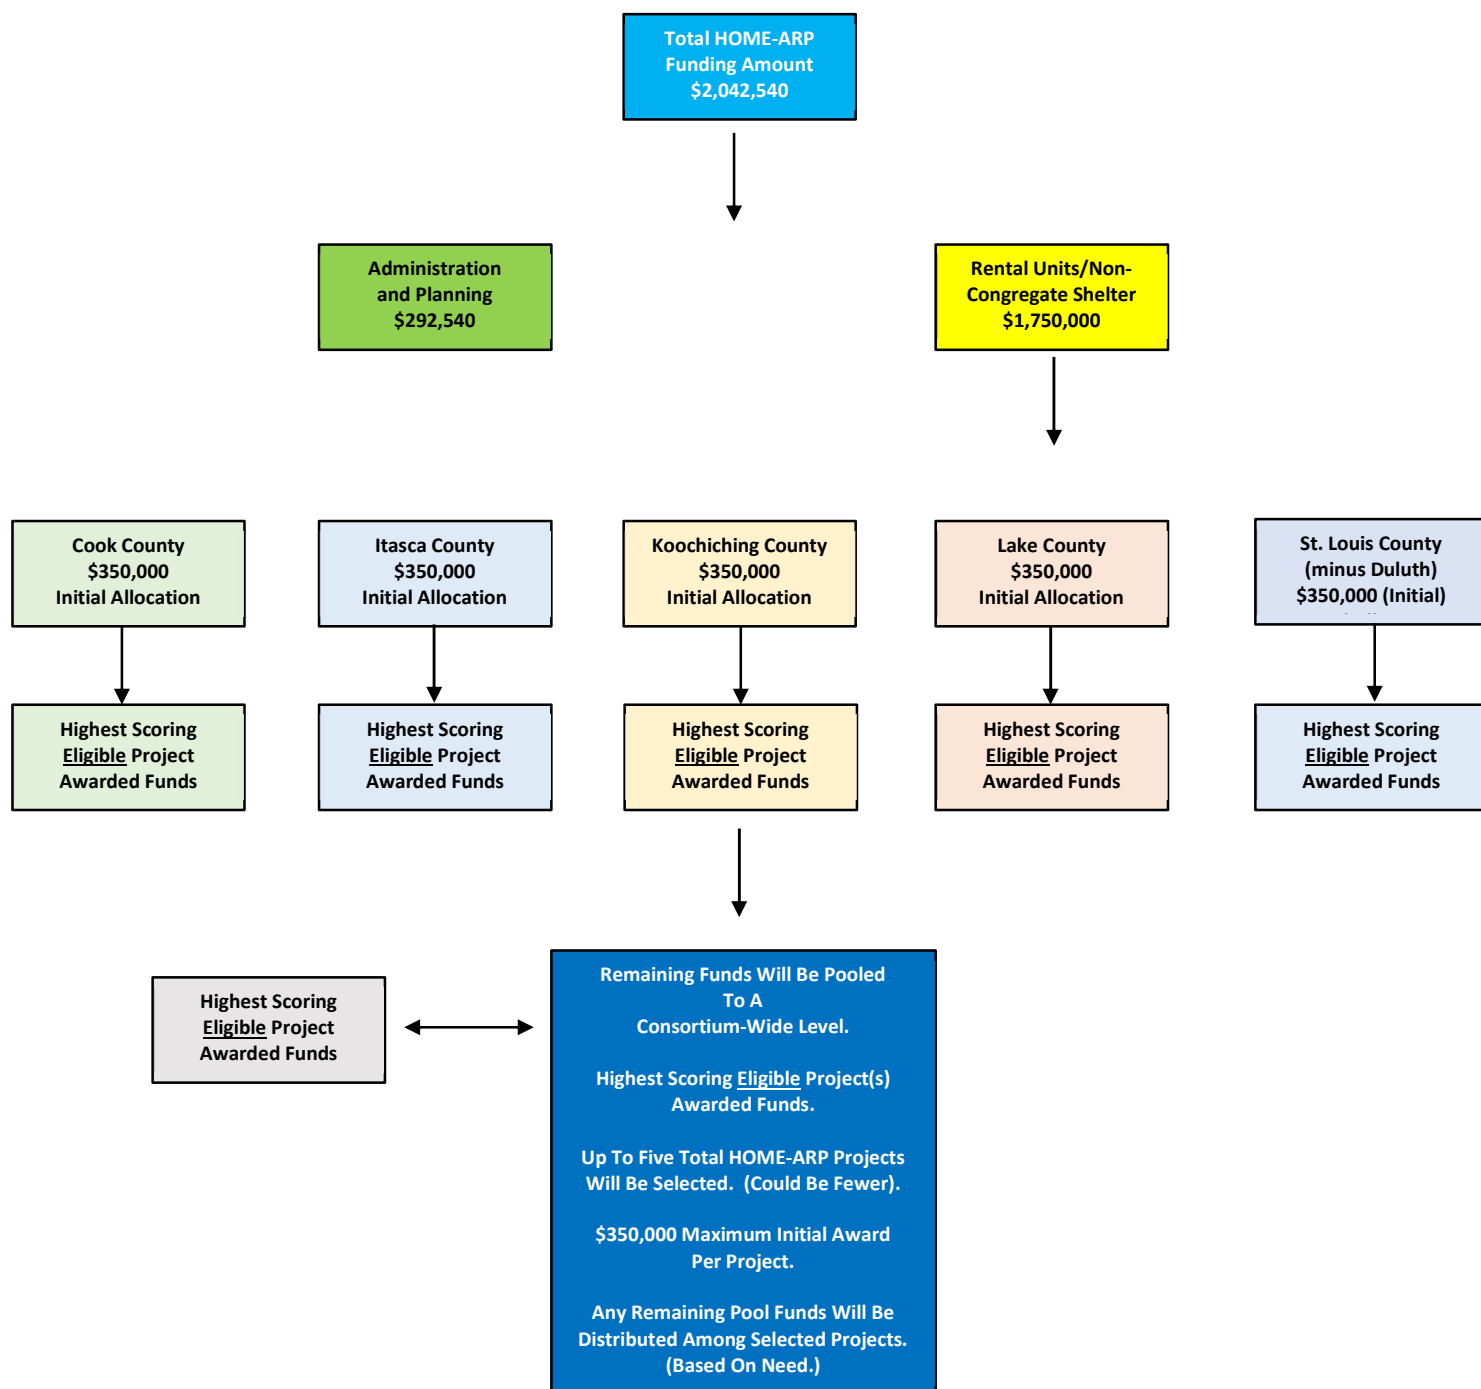 Total HOME-ARP
Funding Amount
$2,042,540
Administration
and Planning
$292,540
Rental Units/Non-
Congregate Shelter
$1,750,000
Cook County
$350,000
Initial Allocation
Itasca County
$350,000
Initial Allocation
Koochiching County
$350,000
Initial Allocation
Lake County
$350,000
Initial Allocation
St. Louis County
(minus Duluth)
$350,000 (Initial)
Highest Scoring
Eligible Project
Awarded Funds
Highest Scoring
Eligible Project
Awarded Funds
Highest Scoring
Eligible Project
Awarded Funds
Highest Scoring
Eligible Project
Awarded Funds
Highest Scoring
Eligible Project
Awarded Funds
Highest Scoring
Eligible Project
Awarded Funds
Remaining Funds Will Be Pooled
To A
Consortium-Wide Level.
Highest Scoring Eligible Project(s)
Awarded Funds.
Up To Five Total HOME-ARP Projects
Will Be Selected.  (Could Be Fewer).
$350,000 Maximum Initial Award
Per Project.
Any Remaining Pool Funds Will Be
Distributed Among Selected Projects.
(Based On Need.)